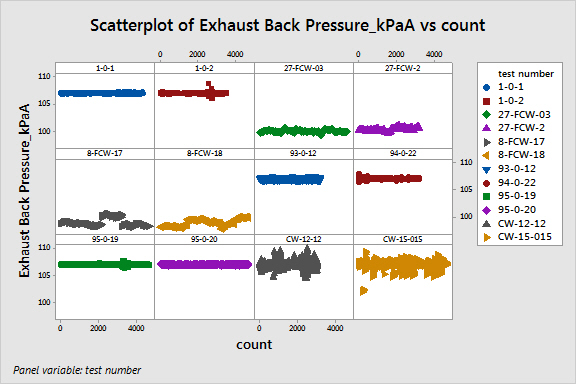 Scatterplot of Exhaust Back Pressure_kPaA vs count
0 2000 4000 0 2000 4000
1-0-1 1-0-2 27-FCW-03 27-FCW-2
110
105
100
8-FCW-17 8-FCW-18 93-0-12 94-0-22
110
105
100
95-0-19 95-0-20 CW-12-12 CW-15-015
110
105
100
0 2000 4000 0 2000 4000
Exhaust Back Pressure_kPaA
count
test number
1-0-1
1-0-2
27-FCW-03
27-FCW-2
8-FCW-17
8-FCW-18
93-0-12
94-0-22
95-0-19
95-0-20
CW-12-12
CW-15-015
Panel variable: test number